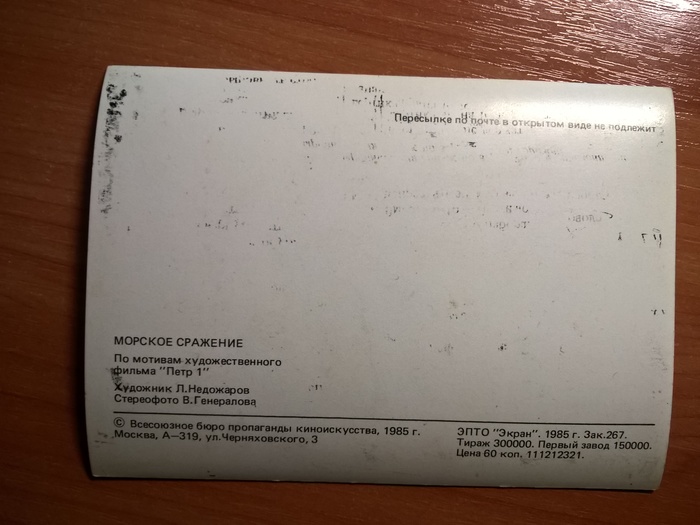 Пересылке по почте в открытом виде не подлежит
МОРСКОЕ СРАЖЕНИЕ
По мотивам художественного
фильма "Петр 1"
Художник Л.Недожаров
Стереофото В.Генералова
© Всесоюзное бюро пропаганды киноискусства, 1985 г.
Москва, А—319, ул.Черняховского, 3
ЭПТО "Экран". 1985 г. Зак.267.
Тираж 300000. Первый завод 150000.
Цена 60 коп. 111212321.